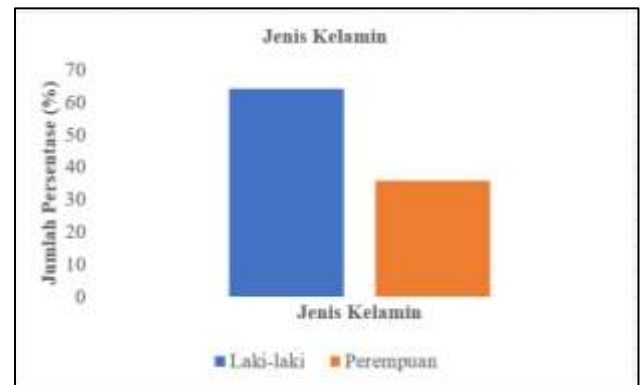 Jenis Kelamin
Jumlah Persentase (%)
70
60
50
40
30
20
10
0
Jenis Kelamin
Laki-laki Perempuan